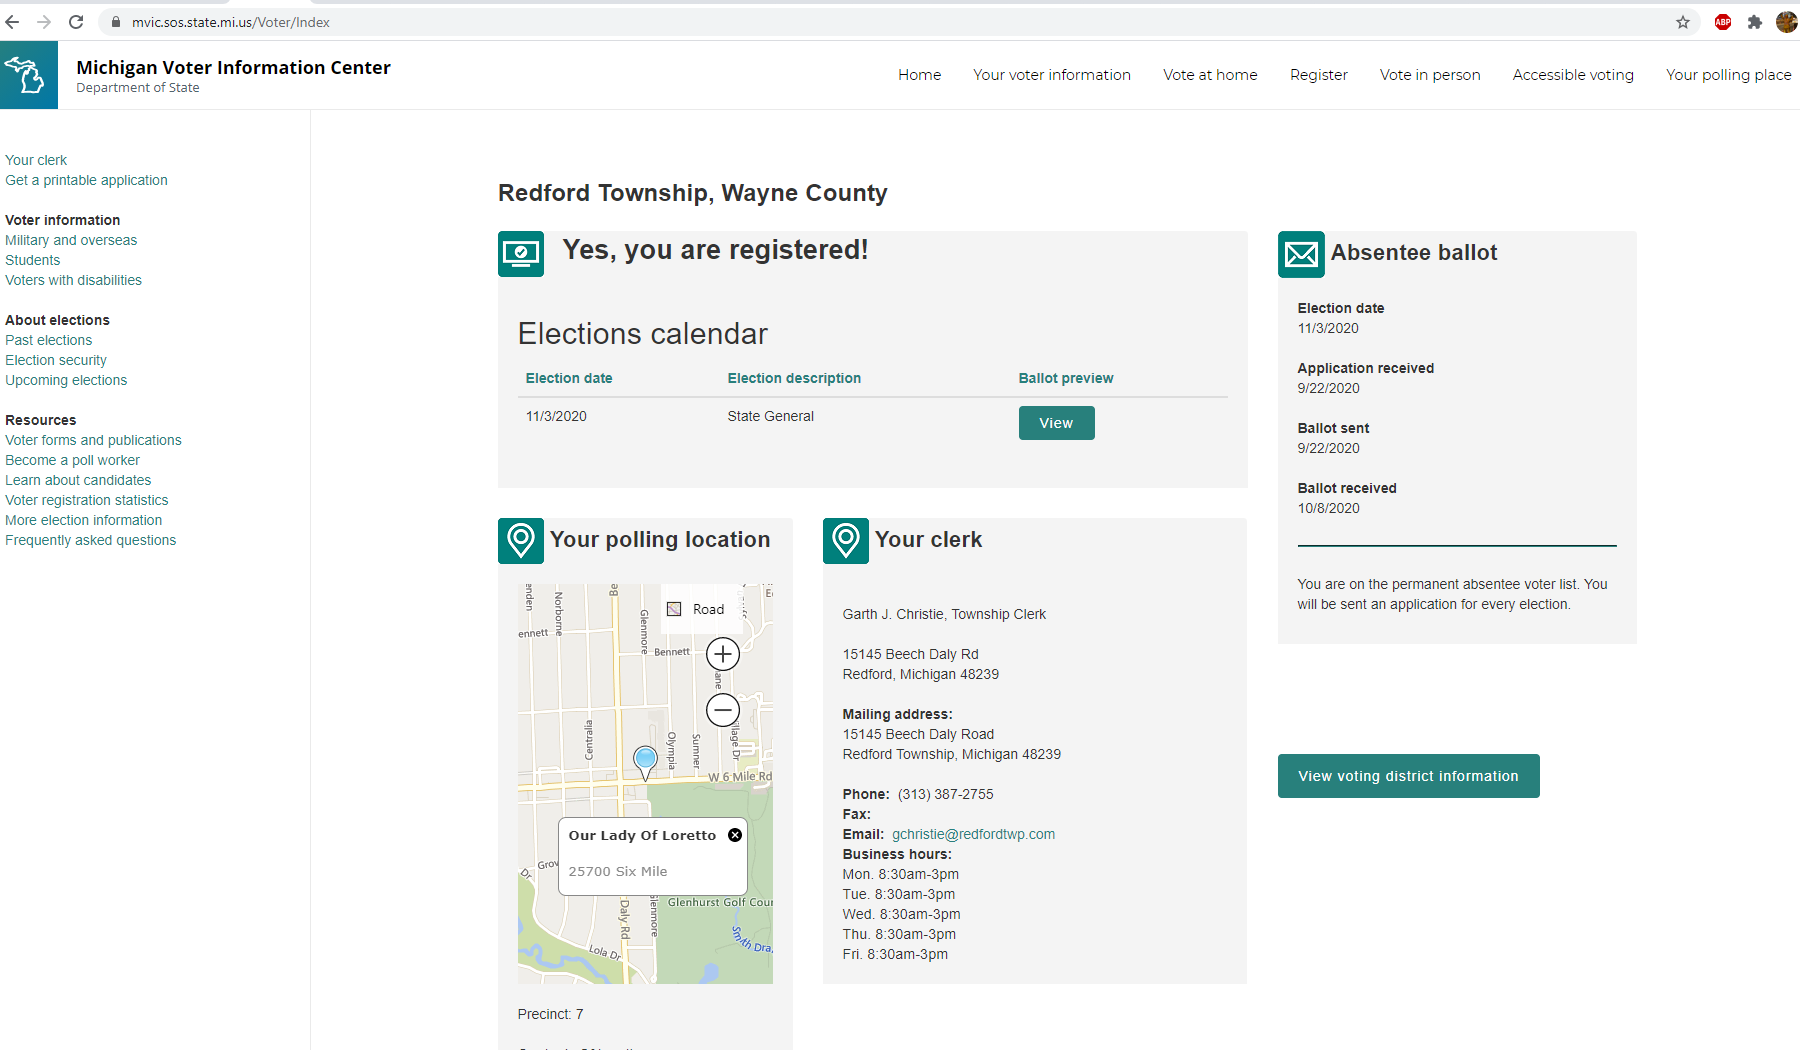 mvic.sos.state.mi.us/Voter/Index
ABP
Michigan Voter Information Center
Department of State
Home
Your voter information
Vote at home
Register
Vote in person
Accessible voting
Your polling place
Your clerk
Get a printable application
Voter information
Military and overseas
Students
Voters with disabilities
About elections
Past elections
Election security
Upcoming elections
Resources
Voter forms and publications
Become a poll worker
Learn about candidates
Voter registration statistics
More election information
Frequently asked questions
Redford Township, Wayne County
Yes, you are registered!
Elections calendar
Election date Election description Ballot preview
11/3/2020 State General View
Absentee ballot
Election date
11/3/2020
Application received
9/22/2020
Ballot sent
9/22/2020
Ballot received
10/8/2020
You are on the permanent absentee voter list. You
will be sent an application for every election.
View voting district information
Your polling location
Road
Norborne
Glenmore
Bennett
Centralia
Olympia
Sumner
W 6 Mile Rd
Our Lady Of Loretto
25700 Six Mile
Glenhurst Golf Cour
Daly Rd
Lola Dr
Precinct: 7
Your clerk
Garth J. Christie, Township Clerk
15145 Beech Daly Rd
Redford, Michigan 48239
Mailing address:
15145 Beech Daly Road
Redford Township, Michigan 48239
Phone: (313) 387-2755
Fax:
Email: gchristie@redfordtwp.com
Business hours:
Mon. 8:30am-3pm
Tue. 8:30am-3pm
Wed. 8:30am-3pm
Thu. 8:30am-3pm
Fri. 8:30am-3pm